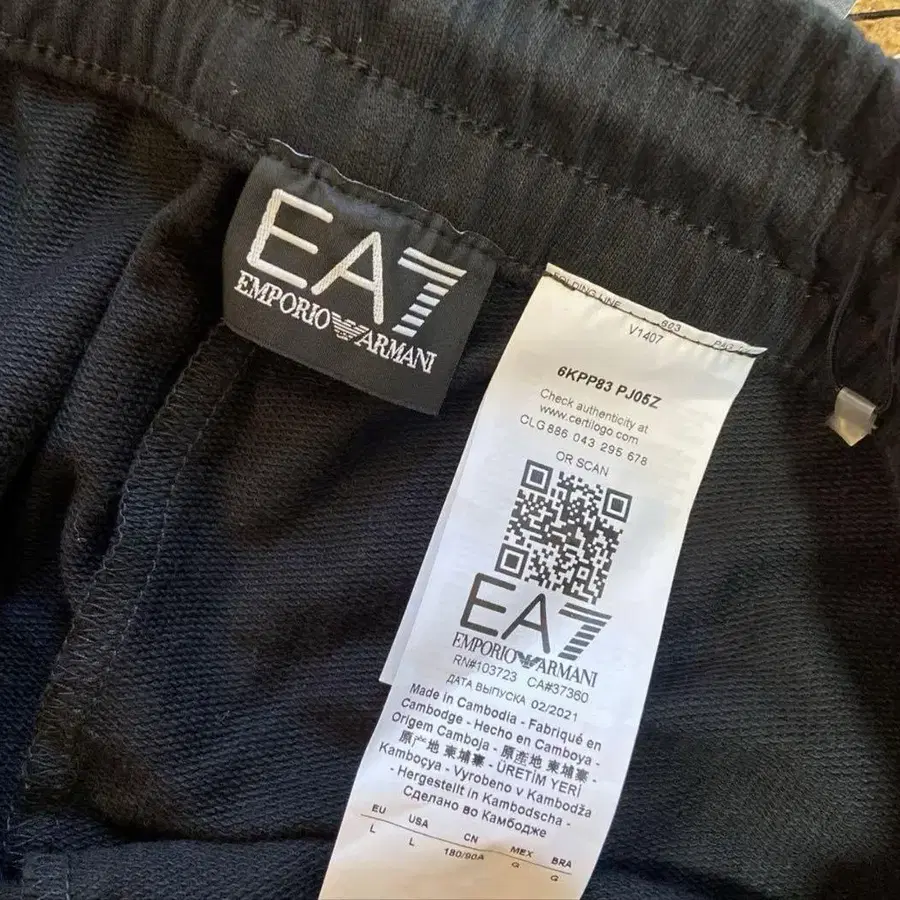 EA7
EMPORIO ARMANI
FOLDING LINE 603
V1407
6KPP83 PJ05Z
Check authenticity at
www.certilogo.com
CLG 886 043 295 678
OR SCAN
EA7
EMPORIO ARMANI
RN#103723 CA#37360
ДАТА ВЫПУСКА 02/2021
Made in Cambodia - Fabriqué en
Cambodge - Hecho en Camboya -
Origem Camboja - 原産地 柬埔寨 -
原产地 柬埔寨 - ÜRETİM YERİ
Kamboçya - Vyrobeno v Kambodža
- Hergestellt in Kambodscha -
Сделано во Камбодже
EU USA CN MEX BRA
L L 180/90A G G